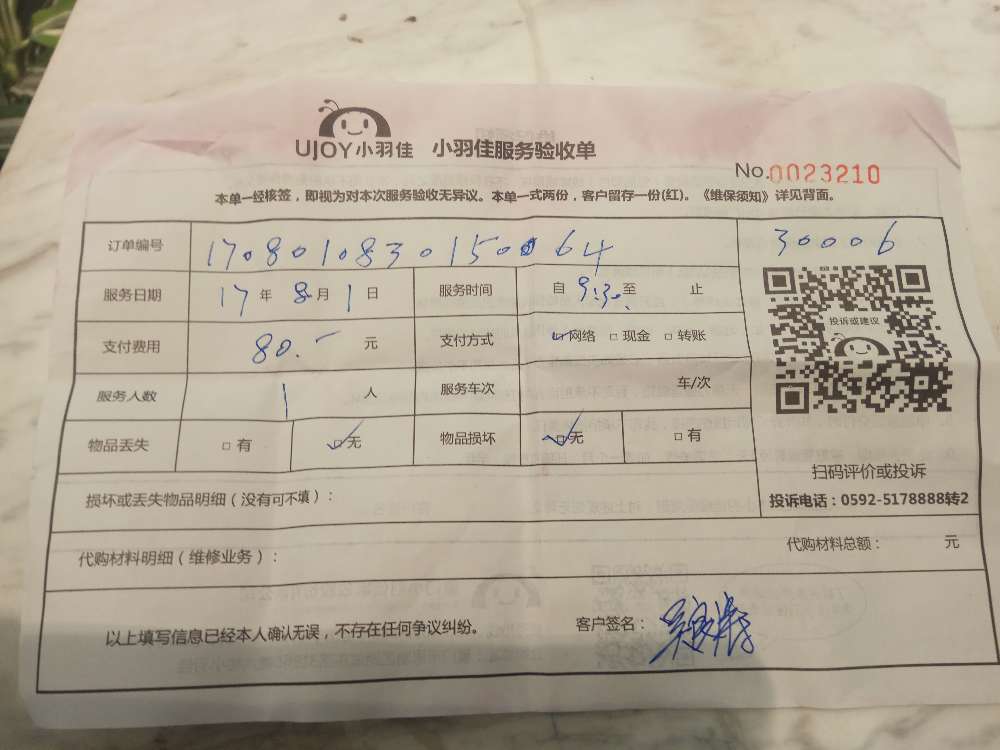 UJOY小羽佳 小羽佳服务验收单
No.0023210
本单一经核签，即视为对本次服务验收无异议。本单一式两份，客户留存一份(红)。《维保须知》详见背面。
订单编号 1708010830150064 30006
服务日期 17年 8月 1日 服务时间 自 9:30 至 止
支付费用 80.- 元 支付方式 ☑网络 □现金 □转账
投诉或建议
服务人数 1 人 服务车次 车/次
物品丢失 □有 ☑无 物品损坏 ☑无 □有
扫码评价或投诉
损坏或丢失物品明细（没有可不填）：
投诉电话：0592-5178888转2
代购材料明细（维修业务）： 代购材料总额： 元
以上填写信息已经本人确认无误，不存在任何争议纠纷。 客户签名：